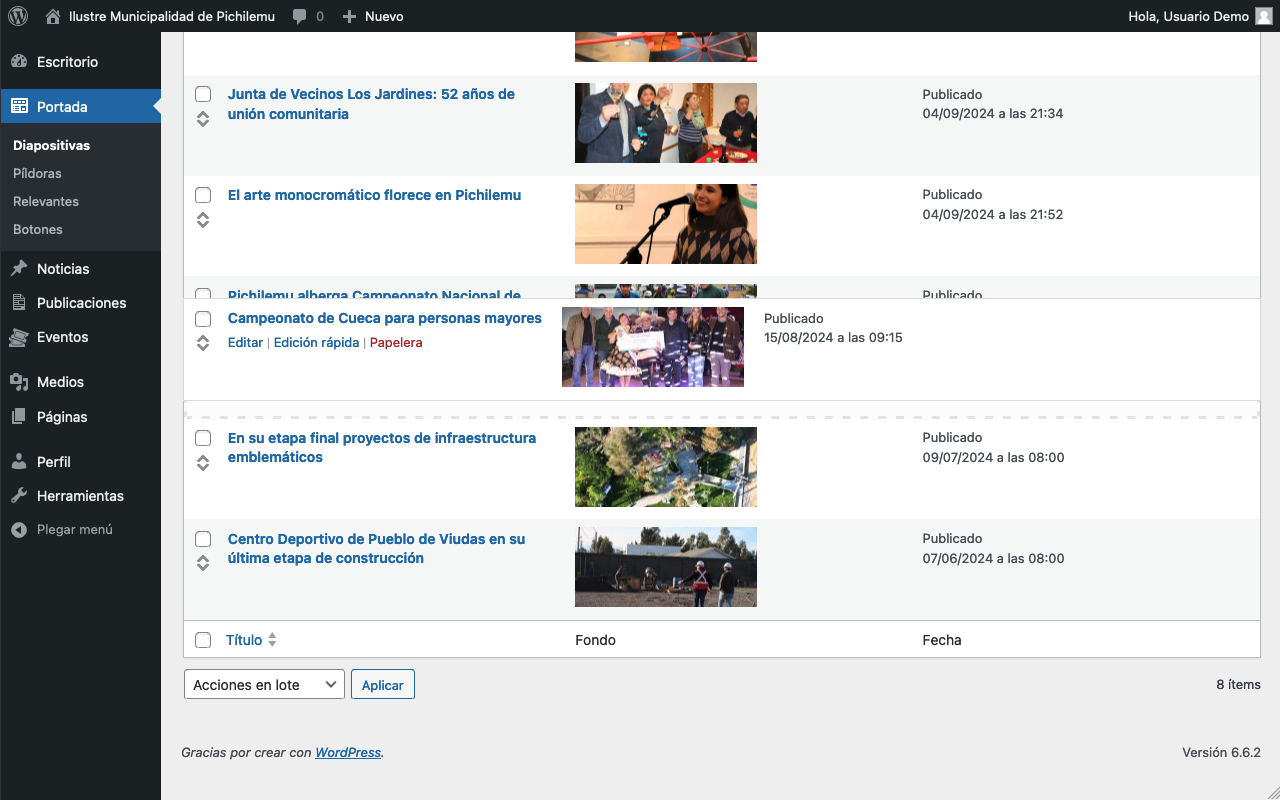 Ilustre Municipalidad de Pichilemu
0
Nuevo
Hola, Usuario Demo
Escritorio
Portada
Diapositivas
Píldoras
Relevantes
Botones
Noticias
Publicaciones
Eventos
Medios
Páginas
Perfil
Herramientas
Plegar menú
Junta de Vecinos Los Jardines: 52 años de
unión comunitaria
Publicado
04/09/2024 a las 21:34
El arte monocromático florece en Pichilemu
Publicado
04/09/2024 a las 21:52
Pichilemu alberga Campeonato Nacional de
Publicado
Campeonato de Cueca para personas mayores
Editar | Edición rápida | Papelera
Publicado
15/08/2024 a las 09:15
En su etapa final proyectos de infraestructura
emblemáticos
Publicado
09/07/2024 a las 08:00
Centro Deportivo de Pueblo de Viudas en su
última etapa de construcción
Publicado
07/06/2024 a las 08:00
Título
Fondo
Fecha
Acciones en lote
Aplicar
8 ítems
Gracias por crear con WordPress.
Versión 6.6.2